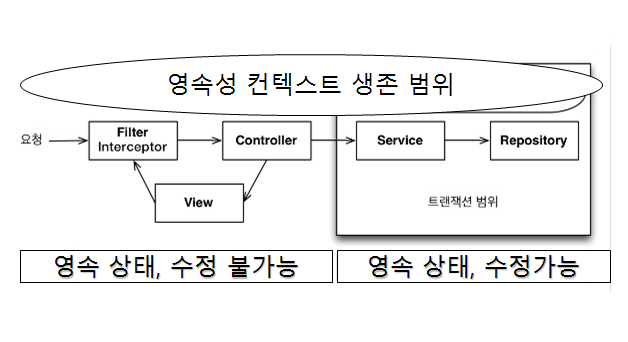 영속성 컨텍스트 생존 범위
요청
Filter
Interceptor
Controller
Service
Repository
View
트랜잭션 범위
영속 상태, 수정 불가능
영속 상태, 수정가능